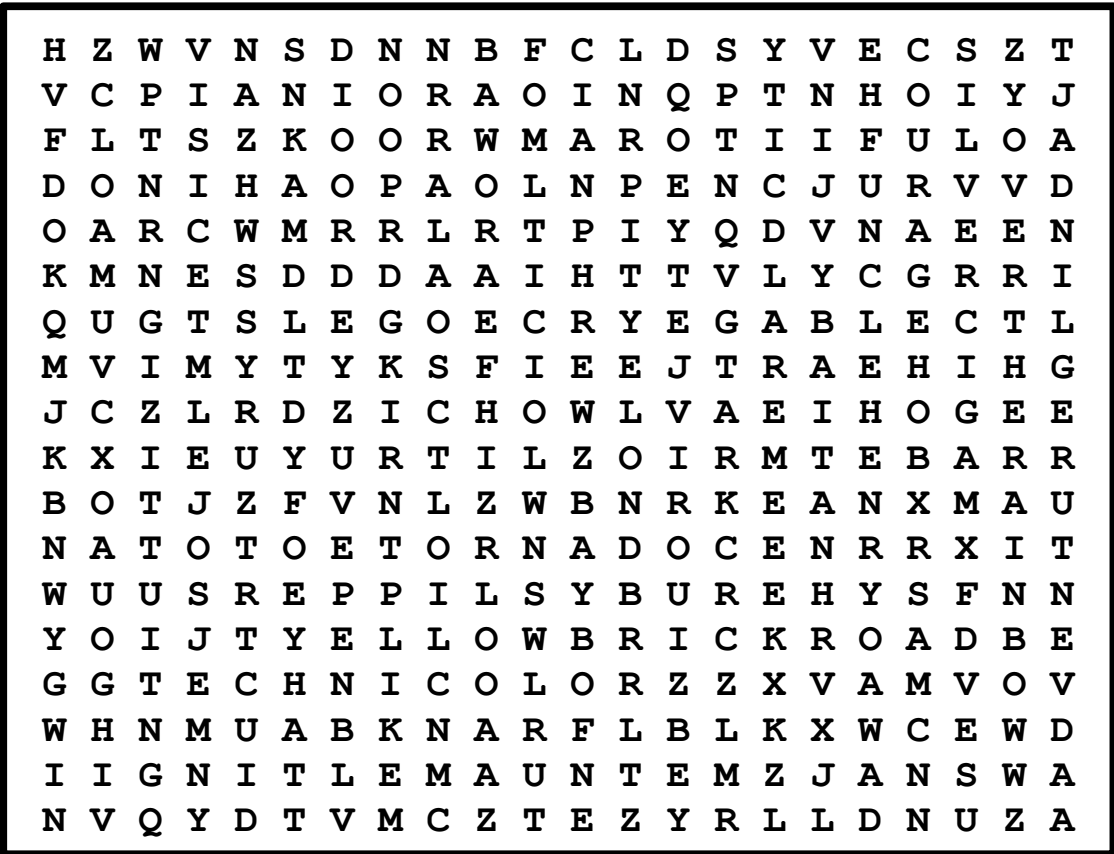 H Z W V N S D N N B F C L D S Y V E C S Z T
V C P I A N I O R A O I N Q P T N H O I Y J
F L T S Z K O O R W M A R O T I I F U L O A
D O N I H A O P A O L N P E N C J U R V V D
O A R C W M R R L R T P I Y Q D V N A E E N
K M N E S D D D A A I H T T V L Y C G R R I
Q U G T S L E G O E C R Y E G A B L E C T L
M V I M Y T Y K S F I E E J T R A E H I H G
J C Z L R D Z I C H O W L V A E I H O G E E
K X I E U Y U R T I L Z O I R M T E B A R R
B O T J Z F V N L Z W B N R K E A N X M A U
N A T O T O E T O R N A D O C E N R R X I T
W U U S R E P P I L S Y B U R E H Y S F N N
Y O I J T Y E L L O W B R I C K R O A D B E
G G T E C H N I C O L O R Z Z X V A M V O V
W H N M U A B K N A R F L B L K X W C E W D
I I G N I T L E M A U N T E M Z J A N S W A
N V Q Y D T V M C Z T E Z Y R L L D N U Z A